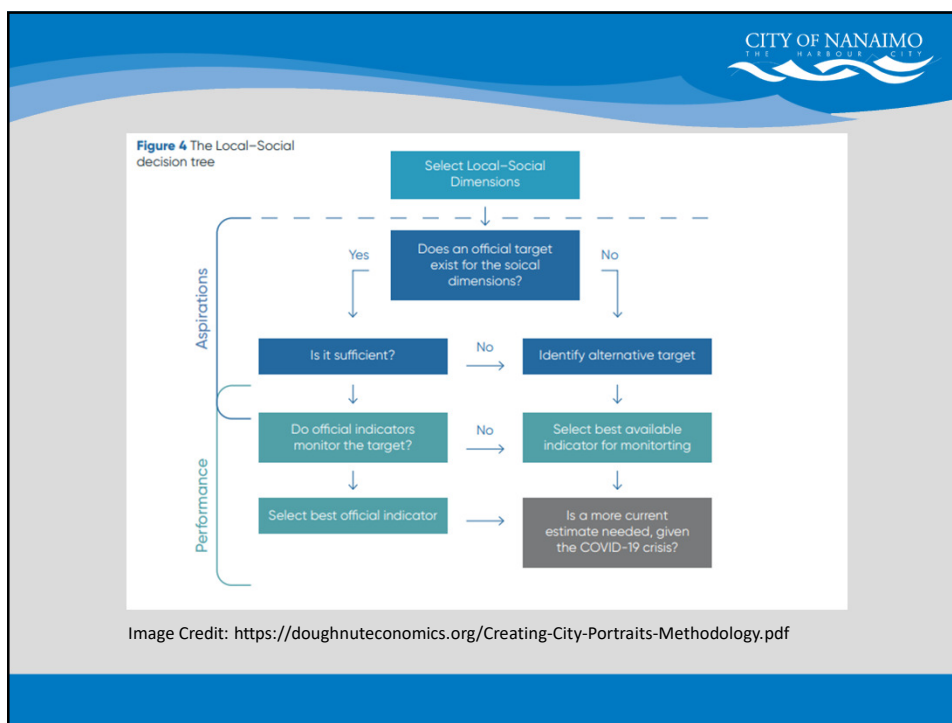 CITY OF NANAIMO
THE HARBOUR CITY
Figure 4 The Local–Social
decision tree
Select Local–Social
Dimensions
Does an official target
exist for the soical
dimensions?
Yes
No
Aspirations
Is it sufficient?
No
Identify alternative target
Do official indicators
monitor the target?
No
Select best available
indicator for monitorting
Performance
Select best official indicator
Is a more current
estimate needed, given
the COVID-19 crisis?
Image Credit: https://doughnuteconomics.org/Creating-City-Portraits-Methodology.pdf